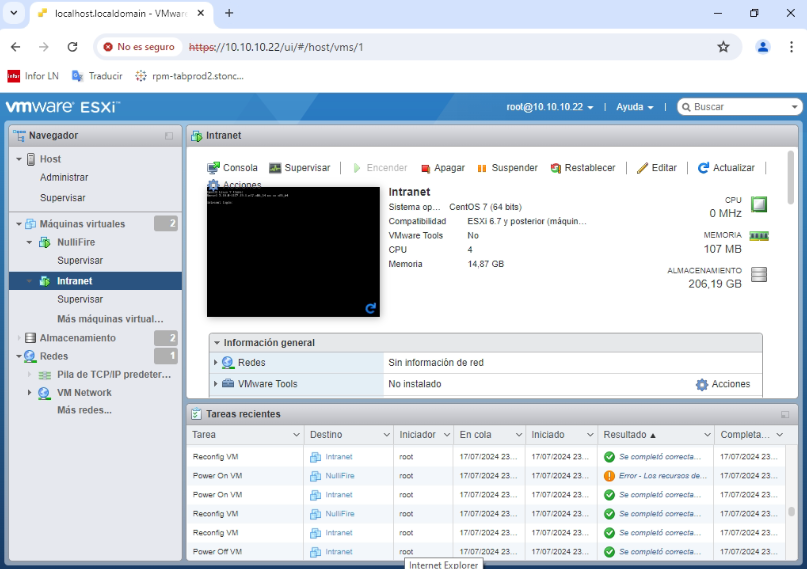 localhost.localdomain - VMwar
No es seguro https://10.10.10.22/ui/#/host/vms/1
Infor LN Traducir rpm-tabprod2.stonc...
vmware ESXi™ root@10.10.10.22 Ayuda Buscar
Navegador
Host
Administrar
Supervisar
Máquinas virtuales 2
NulliFire
Supervisar
Intranet
Supervisar
Más máquinas virtual...
Almacenamiento 2
Redes 1
Pila de TCP/IP predeter...
VM Network
Más redes...
Intranet
Consola Supervisar Encender Apagar Suspender Restablecer Editar Actualizar
Acciones
Intranet
Sistema op... CentOS 7 (64 bits)
Compatibilidad ESXi 6.7 y posterior (máquin...
VMware Tools No
CPU 4
Memoria 14,87 GB
CPU
0 MHz
MEMORIA
107 MB
ALMACENAMIENTO
206,19 GB
Información general
Redes Sin información de red
VMware Tools No instalado Acciones
Tareas recientes
Tarea Destino Iniciador En cola Iniciado Resultado ▲ Completa...
Reconfig VM Intranet root 17/07/2024 23... 17/07/2024 23... Se completó correcta... 17/07/2024 23...
Power On VM NulliFire root 17/07/2024 23... 17/07/2024 23... Error - Los recursos de... 17/07/2024 23...
Power On VM Intranet root 17/07/2024 23... 17/07/2024 23... Se completó correcta... 17/07/2024 23...
Power On VM NulliFire root 17/07/2024 23... 17/07/2024 23... Se completó correcta... 17/07/2024 23...
Reconfig VM Intranet root 17/07/2024 23... 17/07/2024 23... Se completó correcta... 17/07/2024 23...
Power Off VM Intranet root 17/07/2024 23... 17/07/2024 23... Se completó correcta... 17/07/2024 23...
Internet Explorer